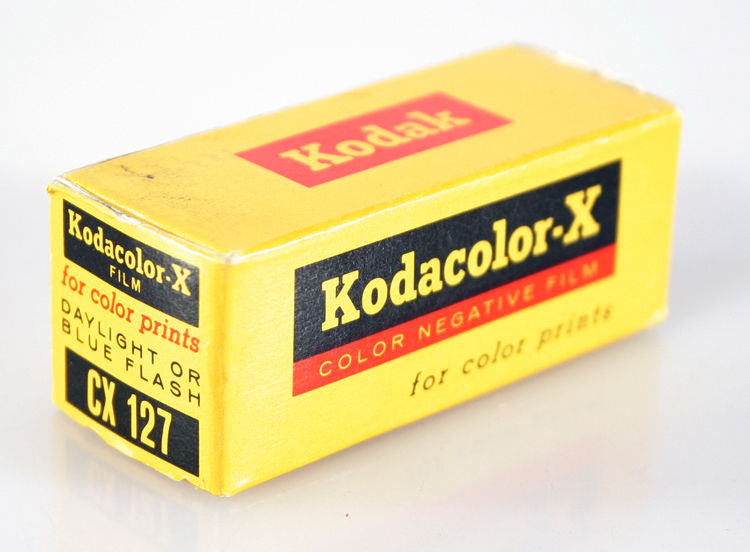 Kodak
Kodacolor-X
FILM
for color prints
DAYLIGHT OR
BLUE FLASH
CX 127
Kodacolor-X
COLOR NEGATIVE FILM
for color prints